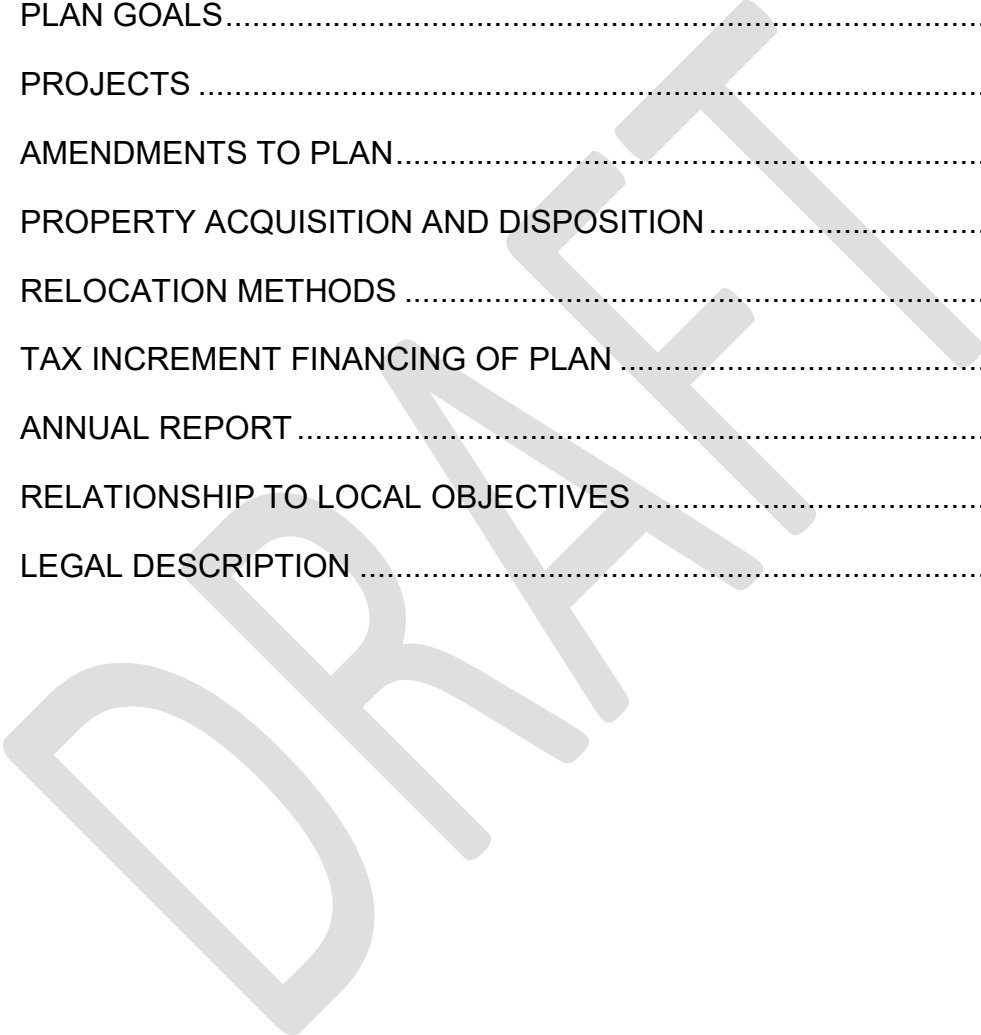 PLAN GOALS..............................................................................................
PROJECTS ................................................................................................
AMENDMENTS TO PLAN..........................................................................
PROPERTY ACQUISITION AND DISPOSITION ......................................
RELOCATION METHODS .........................................................................
TAX INCREMENT FINANCING OF PLAN ................................................
ANNUAL REPORT.....................................................................................
RELATIONSHIP TO LOCAL OBJECTIVES ..............................................
LEGAL DESCRIPTION ..............................................................................
DRAFT